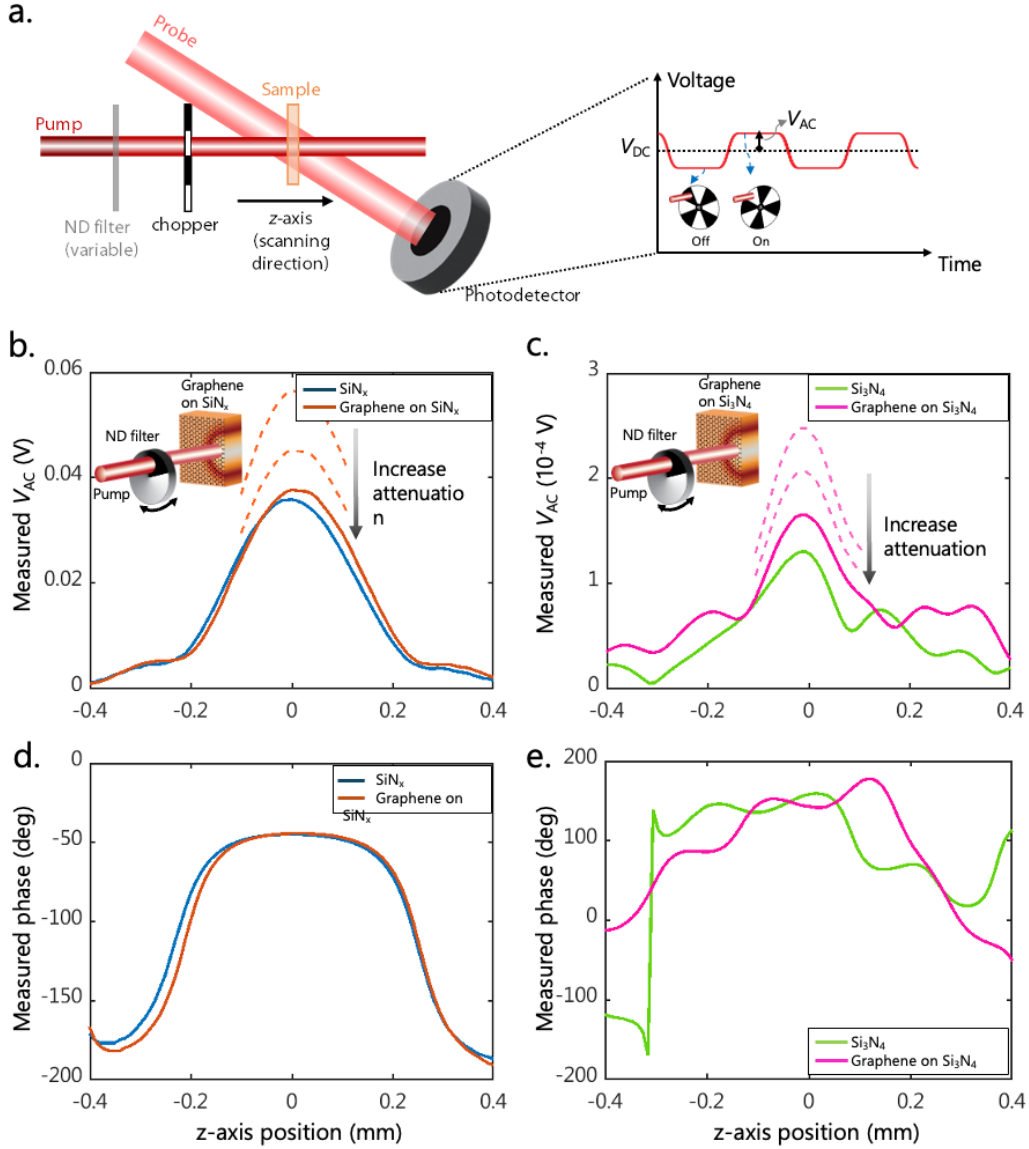 a.
Probe
Sample
Pump
ND filter
(variable)
chopper
z-axis
(scanning
direction)
Photodetector
Voltage
V_AC
V_DC
Off
On
Time
b.
0.06
0.04
0.02
0
Measured V_AC (V)
Graphene
on SiN_x
ND filter
Pump
SiN_x
Graphene on SiN_x
Increase
attenuatio
n
-0.4
-0.2
0
0.2
0.4
c.
3
2
1
0
Measured V_AC (10⁻⁴ V)
Graphene
on Si₃N₄
ND filter
Pump
Si₃N₄
Graphene on Si₃N₄
Increase
attenuation
-0.4
-0.2
0
0.2
0.4
d.
0
-50
-100
-150
-200
Measured phase (deg)
SiN_x
Graphene on
SiN_x
-0.4
-0.2
0
0.2
0.4
z-axis position (mm)
e.
200
100
0
-100
-200
Measured phase (deg)
Si₃N₄
Graphene on Si₃N₄
-0.4
-0.2
0
0.2
0.4
z-axis position (mm)